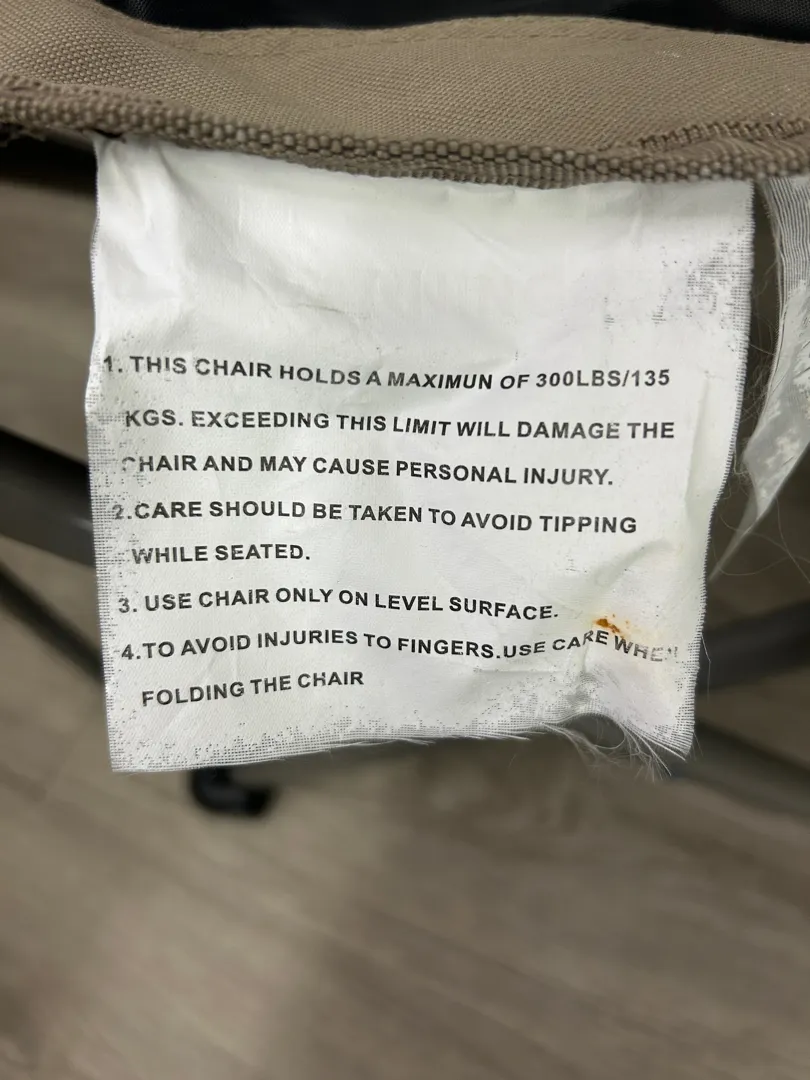 1. THIS CHAIR HOLDS A MAXIMUN OF 300LBS/135
KGS. EXCEEDING THIS LIMIT WILL DAMAGE THE
CHAIR AND MAY CAUSE PERSONAL INJURY.
2.CARE SHOULD BE TAKEN TO AVOID TIPPING
WHILE SEATED.
3. USE CHAIR ONLY ON LEVEL SURFACE.
4.TO AVOID INJURIES TO FINGERS.USE CARE WHEN
FOLDING THE CHAIR